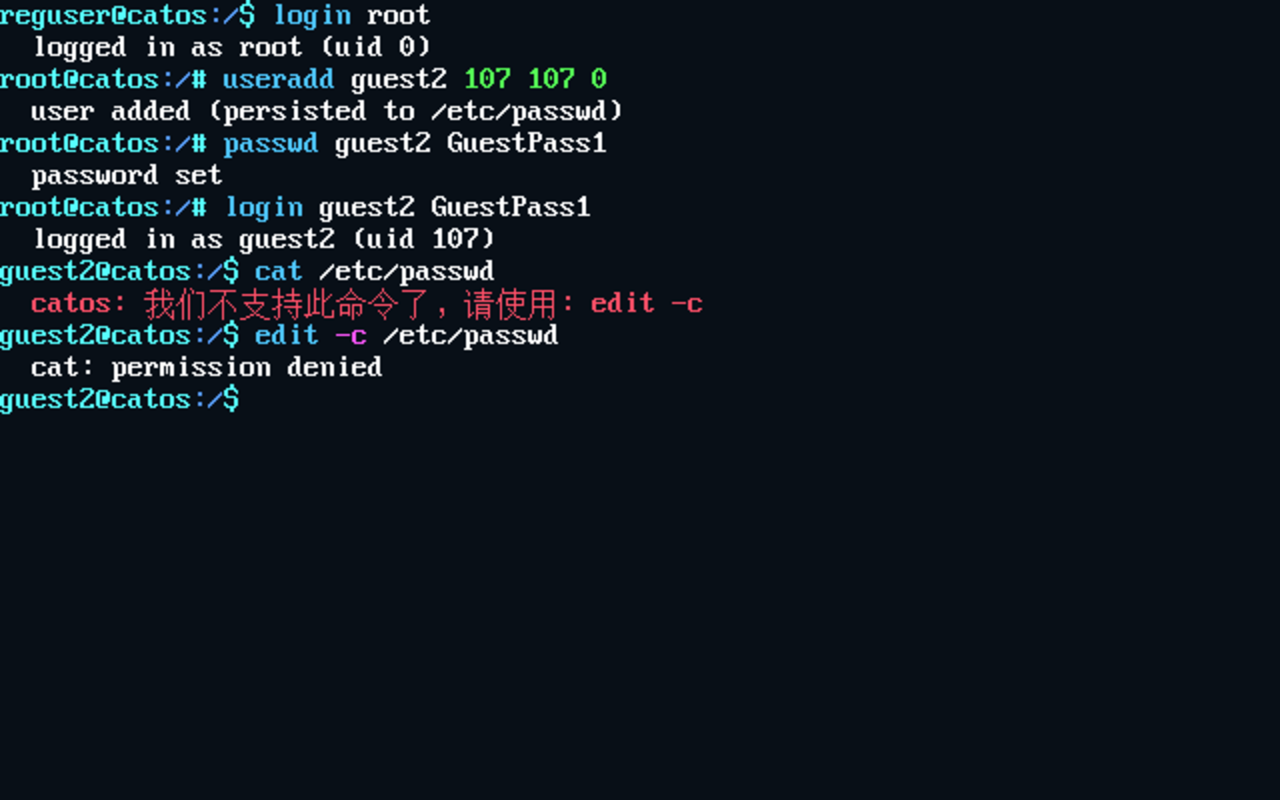 reguser@catos:/$ login root
logged in as root (uid 0)
root@catos:/# useradd guest2 107 107 0
user added (persisted to /etc/passwd)
root@catos:/# passwd guest2 GuestPass1
password set
root@catos:/# login guest2 GuestPass1
logged in as guest2 (uid 107)
guest2@catos:/$ cat /etc/passwd
catos: 我们不支持此命令了，请使用: edit -c
guest2@catos:/$ edit -c /etc/passwd
cat: permission denied
guest2@catos:/$